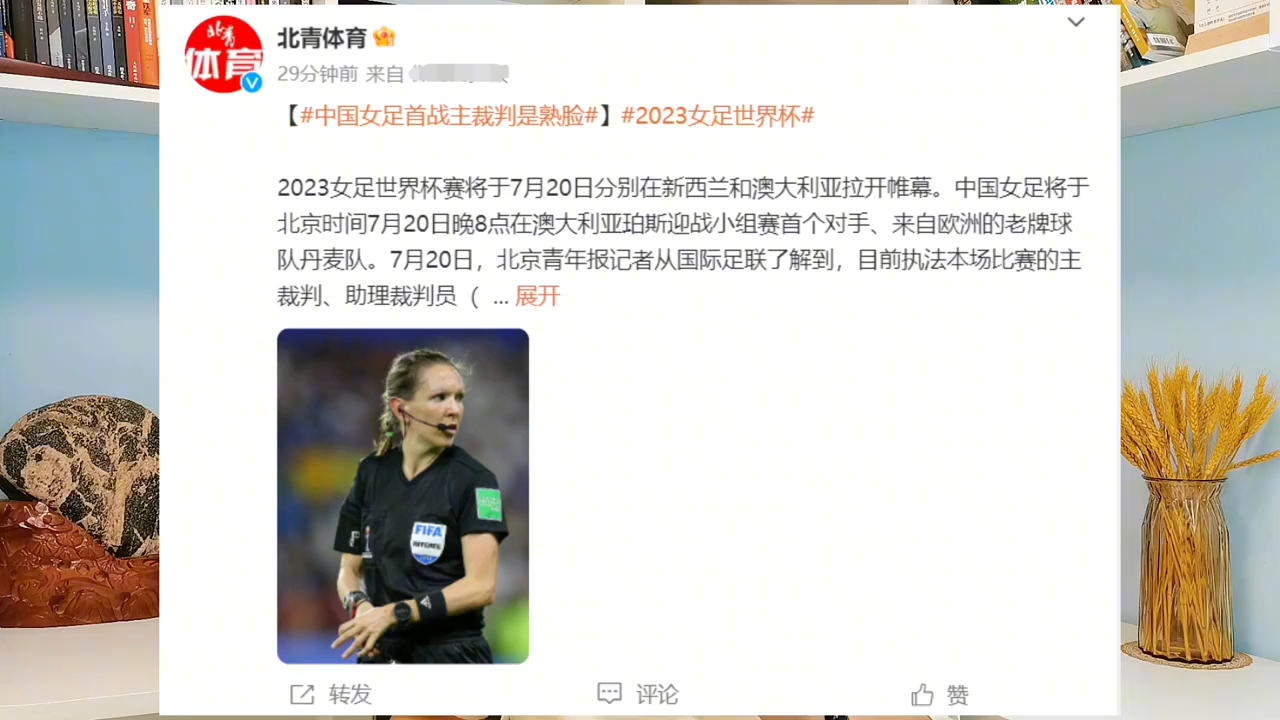 北青
体育
北青体育
29分钟前 来自
【#中国女足首战主裁判是熟脸#】#2023女足世界杯#
2023女足世界杯赛将于7月20日分别在新西兰和澳大利亚拉开帷幕。中国女足将于
北京时间7月20日晚8点在澳大利亚珀斯迎战小组赛首个对手、来自欧洲的老牌球
队丹麦队。7月20日，北京青年报记者从国际足联了解到，目前执法本场比赛的主
裁判、助理裁判员（ ... 展开
FIFA
REFEREE
转发
评论
赞